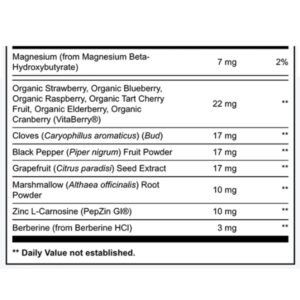 Magnesium (from Magnesium Beta- 7 mg 2%
Hydroxybutyrate)
Organic Strawberry, Organic Blueberry,
Organic Raspberry, Organic Tart Cherry
Fruit, Organic Elderberry, Organic 22 mg **
Cranberry (VitaBerry®)
Cloves (Caryophullus aromaticus) (Bud) 17 mg **
Black Pepper (Piper nigrum) Fruit Powder 17 mg **
Grapefruit (Citrus paradisi) Seed Extract 17 mg **
Marshmallow (Althaea officinalis) Root 10 mg **
Powder
Zinc L-Carnosine (PepZin GI®) 10 mg **
Berberine (from Berberine HCl) 3 mg **
** Daily Value not established.